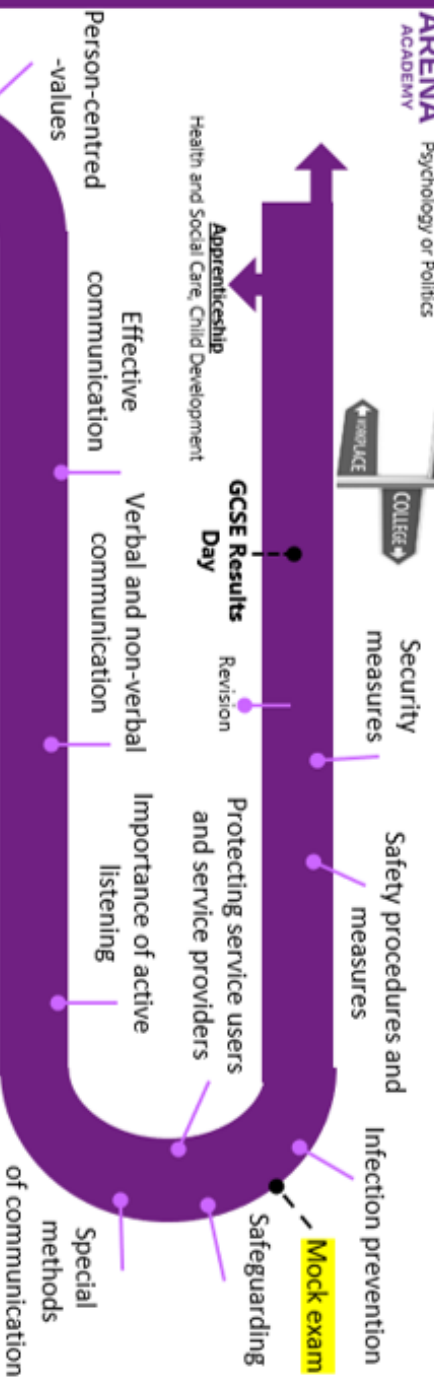 ARENA
ACADEMY
Psychology or Politics
WORKPLACE
COLLEGE
Apprenticeship
Health and Social Care, Child Development
GCSE Results
Day
Revision
Security
measures
Safety procedures and
measures
Infection prevention
Mock exam
Safeguarding
Protecting service users
and service providers
Special
methods
of communication
Importance of active
listening
Verbal and non-verbal
communication
Effective
communication
Person-centred
-values